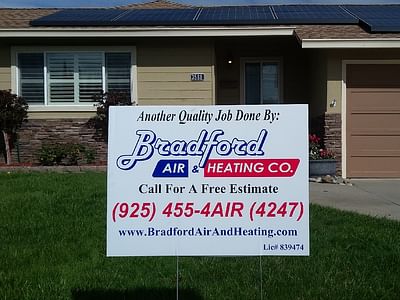 Another Quality Job Done By:
Bradford
AIR & HEATING CO.
Call For A Free Estimate
(925) 455-4AIR (4247)
www.BradfordAirAndHeating.com
Lic# 839474